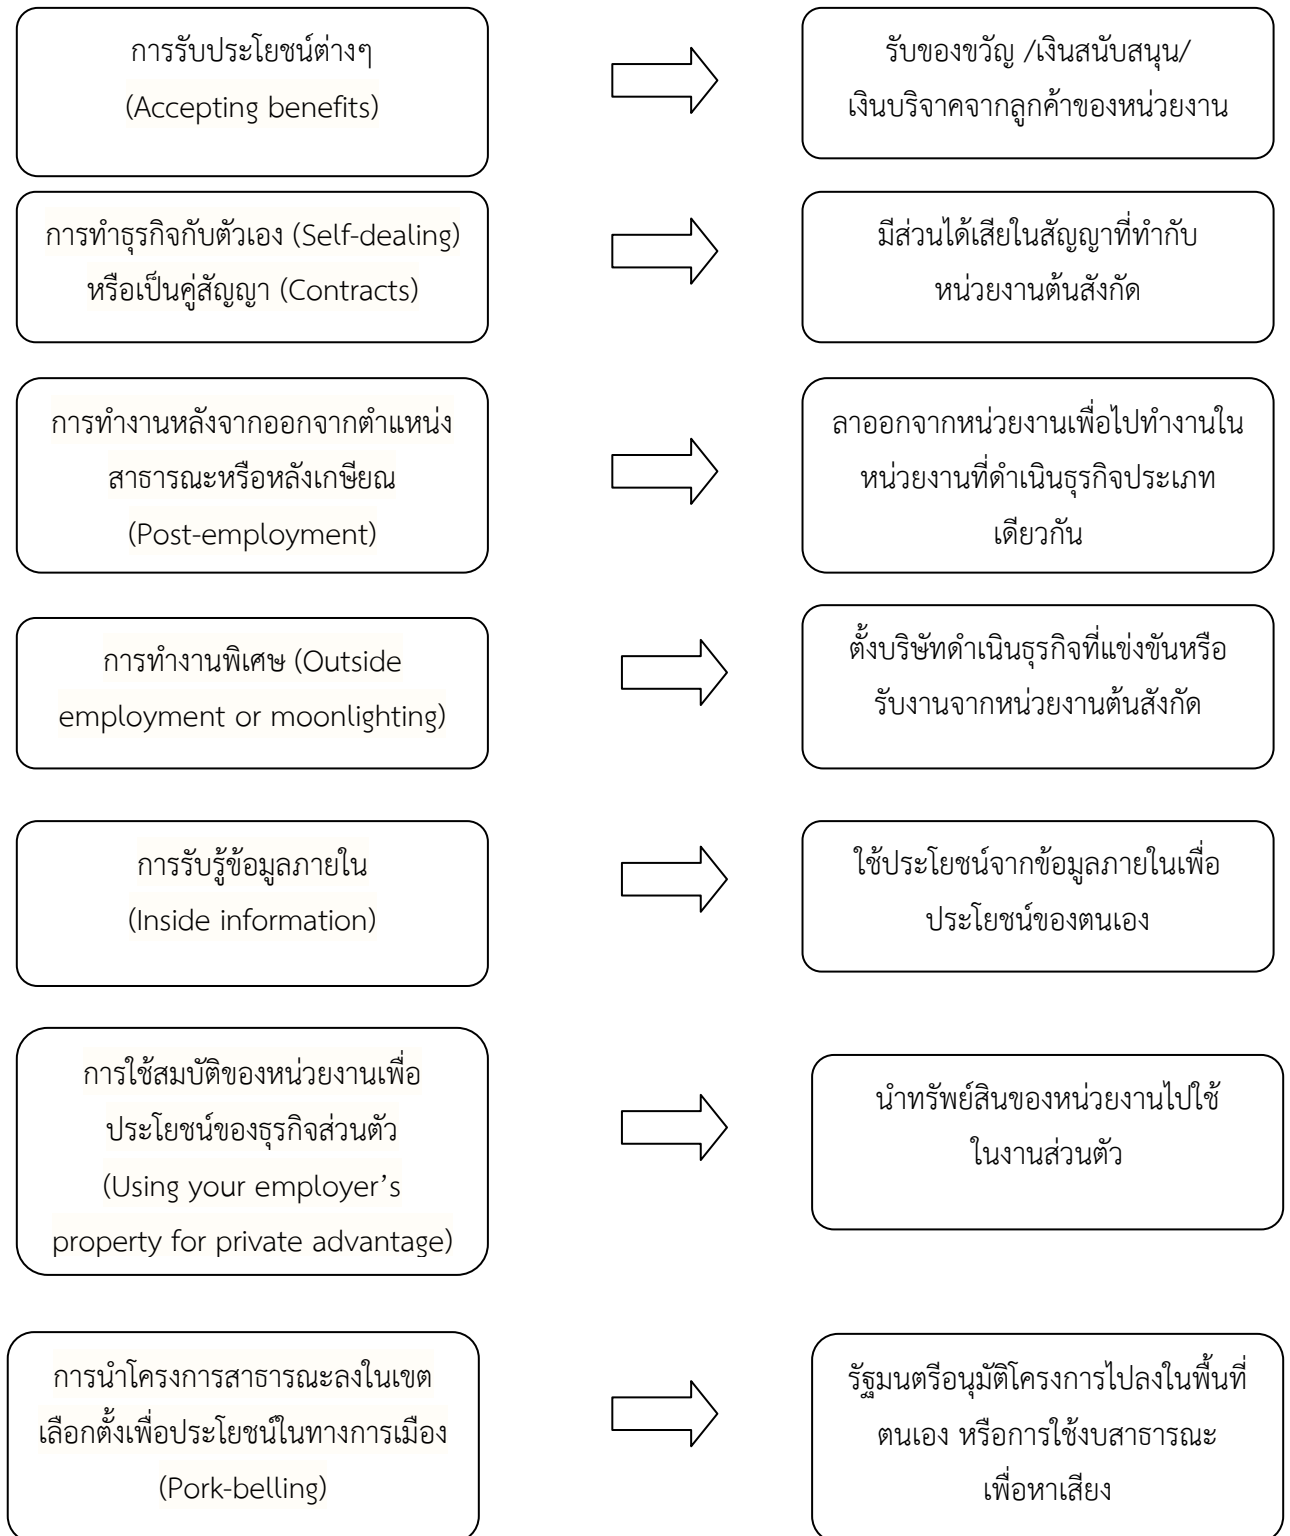 การรับประโยชน์ต่างๆ
(Accepting benefits)
รับของขวัญ /เงินสนับสนุน/
เงินบริจาคจากลูกค้าของหน่วยงาน
การทำธุรกิจกับตัวเอง (Self-dealing)
หรือเป็นคู่สัญญา (Contracts)
มีส่วนได้เสียในสัญญาที่ทำกับ
หน่วยงานต้นสังกัด
การทำงานหลังจากออกจากตำแหน่ง
สาธารณะหรือหลังเกษียณ
(Post-employment)
ลาออกจากหน่วยงานเพื่อไปทำงานใน
หน่วยงานที่ดำเนินธุรกิจประเภท
เดียวกัน
การทำงานพิเศษ (Outside
employment or moonlighting)
ตั้งบริษัทดำเนินธุรกิจที่แข่งขันหรือ
รับงานจากหน่วยงานต้นสังกัด
การรับรู้ข้อมูลภายใน
(Inside information)
ใช้ประโยชน์จากข้อมูลภายในเพื่อ
ประโยชน์ของตนเอง
การใช้สมบัติของหน่วยงานเพื่อ
ประโยชน์ของธุรกิจส่วนตัว
(Using your employer’s
property for private advantage)
นำทรัพย์สินของหน่วยงานไปใช้
ในงานส่วนตัว
การนำโครงการสาธารณะลงในเขต
เลือกตั้งเพื่อประโยชน์ในทางการเมือง
(Pork-belling)
รัฐมนตรีอนุมัติโครงการไปลงในพื้นที่
ตนเอง หรือการใช้งบสาธารณะ
เพื่อหาเสียง